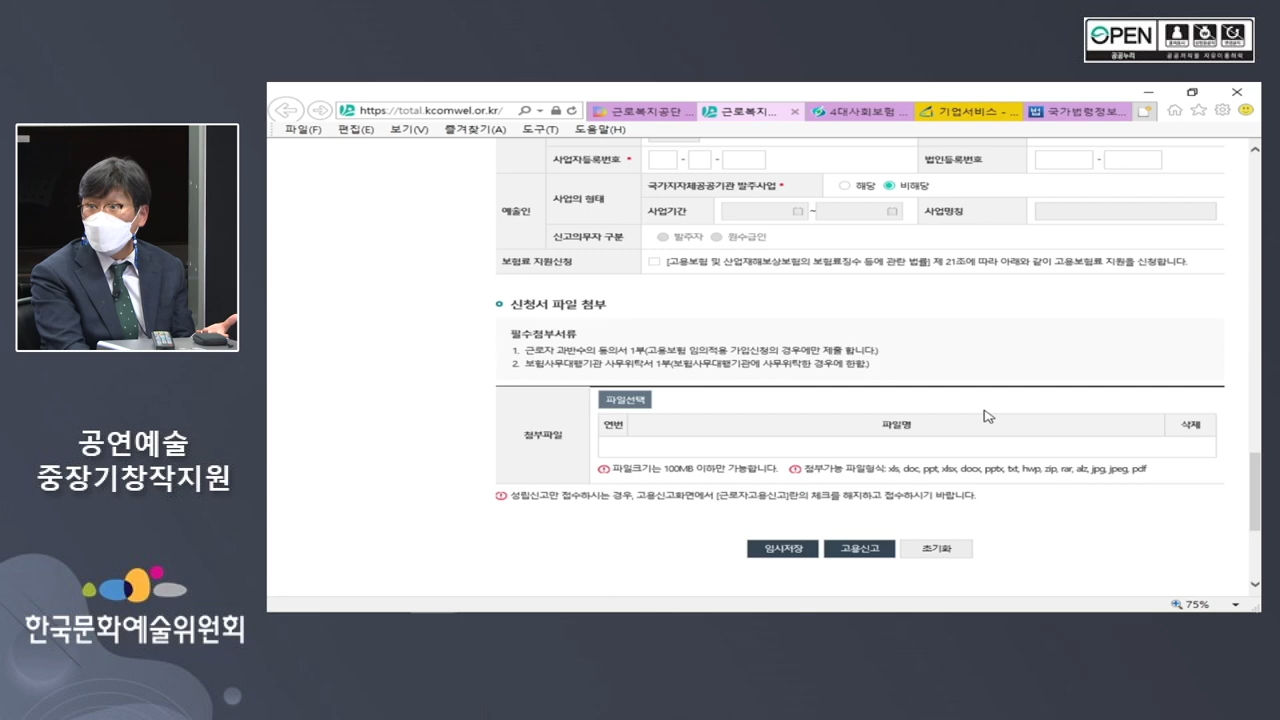 OPEN
공공누리
공공저작물 자유이용허락
https://total.kcomwel.or.kr/
근로복지공단 ...
근로복지...
4대사회보험 ...
기업서비스 - ...
국가법령정보...
파일(F) 편집(E) 보기(V) 즐겨찾기(A) 도구(T) 도움말(H)
사업자등록번호 * - - 법인등록번호 -
예술인
사업의 형태
국가지자체공공기관 발주사업 * 해당 비해당
사업기간 ~ 사업명칭
신고의무자 구분 발주자 원수급인
보험료 지원신청 [고용보험 및 산업재해보상보험의 보험료징수 등에 관한 법률] 제 21조에 따라 아래와 같이 고용보험료 지원을 신청합니다.
신청서 파일 첨부
필수첨부서류
1. 근로자 과반수의 동의서 1부(고용보험 임의적용 가입신청의 경우에만 제출 합니다.)
2. 보험사무대행기관 사무위탁서 1부(보험사무대행기관에 사무위탁한 경우에 한함.)
첨부파일
파일선택
연번 파일명 삭제
파일크기는 100MB 이하만 가능합니다. 첨부가능 파일형식: xls, doc, ppt, xlsx, docx, pptx, txt, hwp, zip, rar, alz, jpg, jpeg, pdf
성립신고만 접수하시는 경우, 고용신고화면에서 [근로자고용신고]란의 체크를 해지하고 접수하시기 바랍니다.
임시저장 고용신고 초기화
75%
공연예술
중장기창작지원
한국문화예술위원회